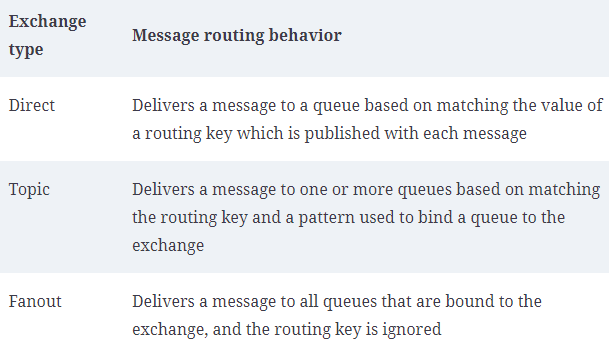 Exchange type
Message routing behavior
Direct
Delivers a message to a queue based on matching the value of
a routing key which is published with each message
Topic
Delivers a message to one or more queues based on matching
the routing key and a pattern used to bind a queue to the
exchange
Fanout
Delivers a message to all queues that are bound to the
exchange, and the routing key is ignored